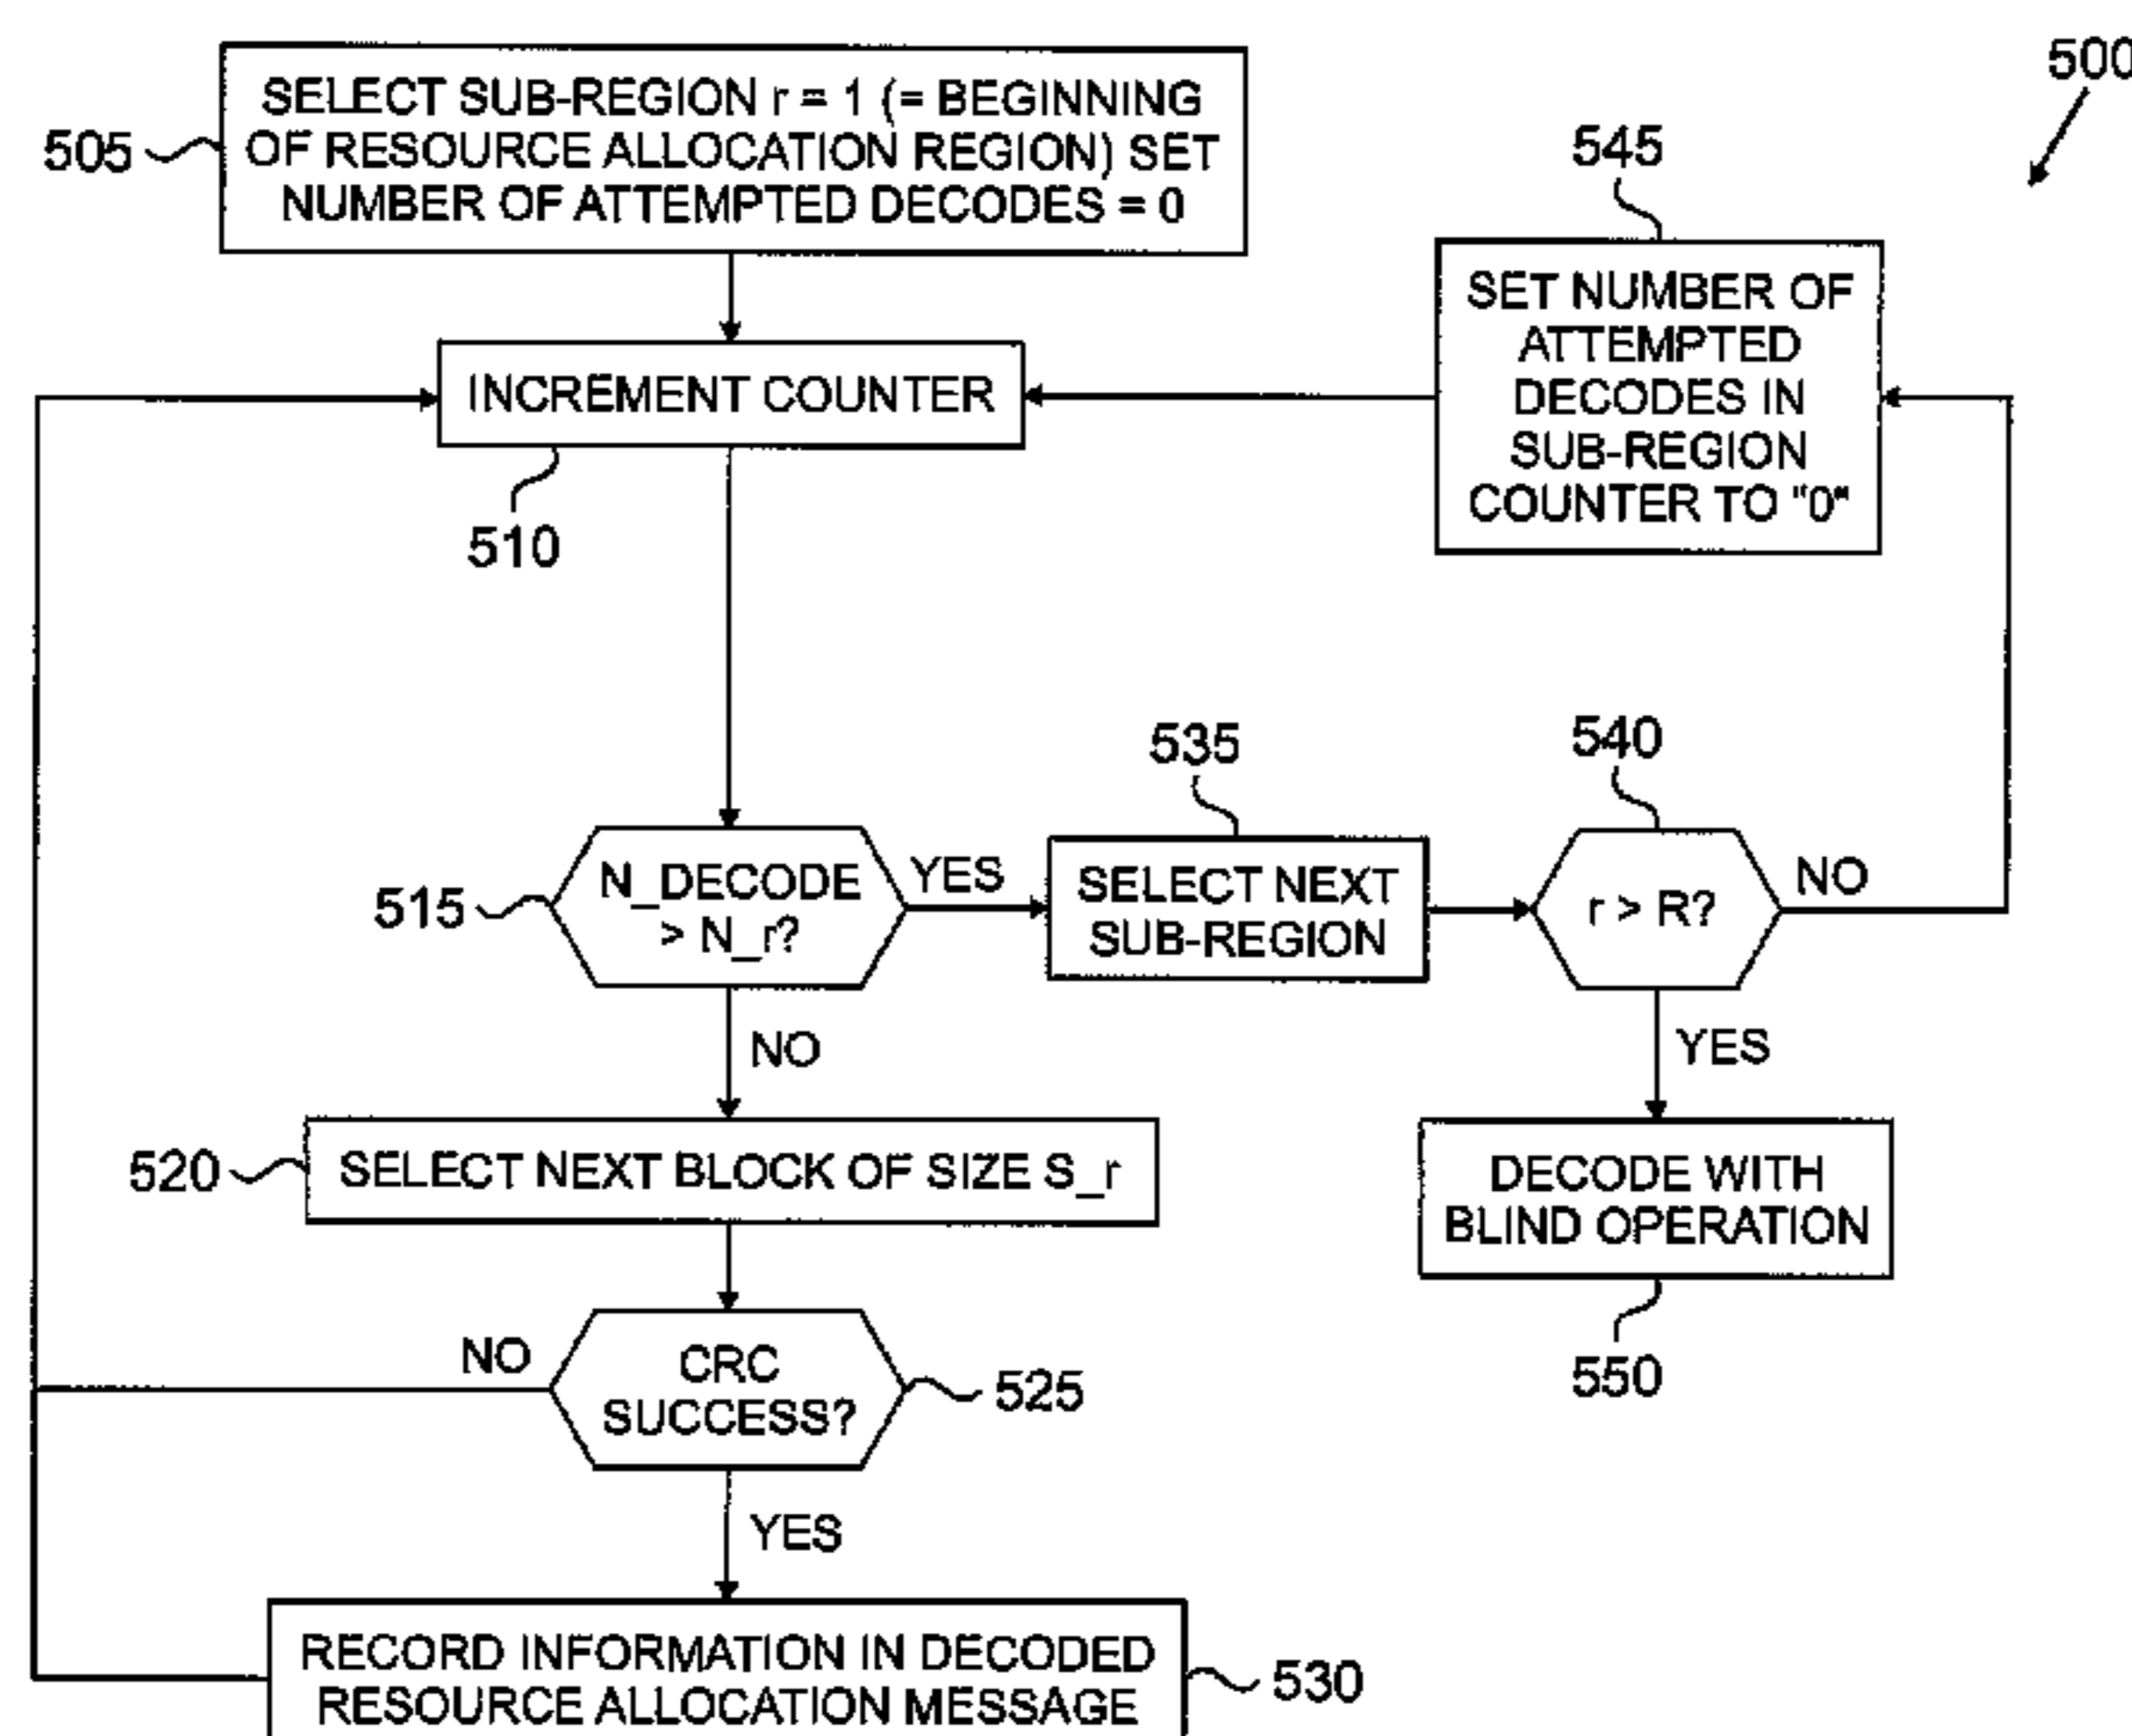 500
SELECT SUB-REGION r = 1 (= BEGINNING
OF RESOURCE ALLOCATION REGION) SET
NUMBER OF ATTEMPTED DECODES = 0
505
545
SET NUMBER OF
ATTEMPTED
DECODES IN
SUB-REGION
COUNTER TO "0"
INCREMENT COUNTER
510
535
540
515
N_DECODE
> N_r?
YES
SELECT NEXT
SUB-REGION
r > R?
NO
NO
YES
520
SELECT NEXT BLOCK OF SIZE S_r
DECODE WITH
BLIND OPERATION
550
NO
CRC
SUCCESS?
525
YES
RECORD INFORMATION IN DECODED
RESOURCE ALLOCATION MESSAGE
530